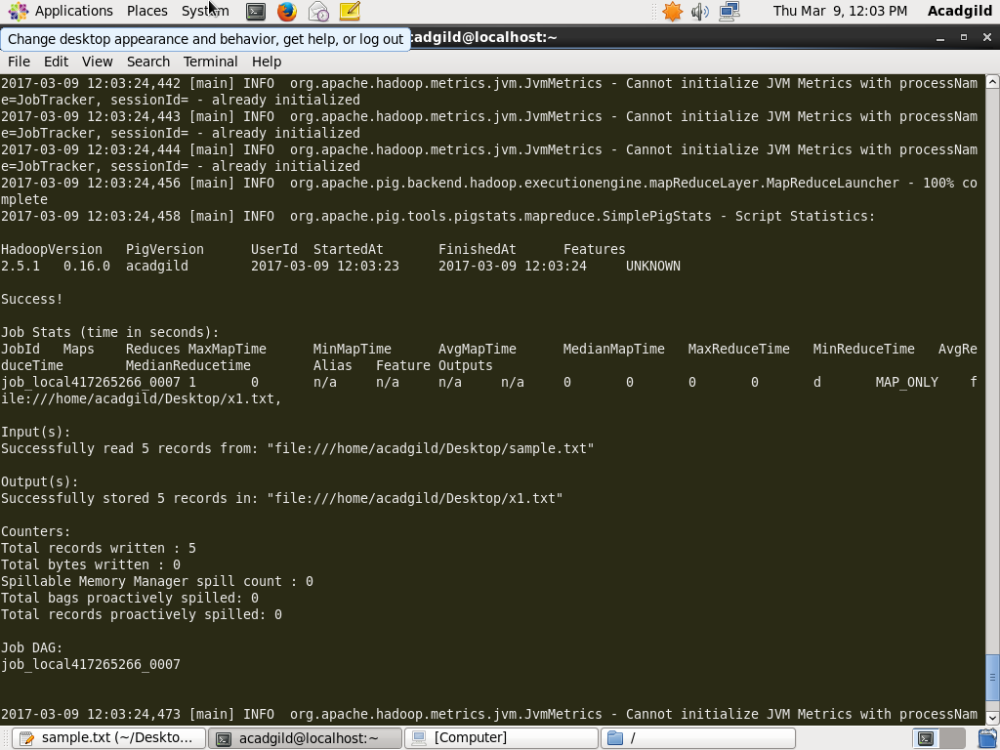 Applications Places System Thu Mar 9, 12:03 PM Acadgild
Change desktop appearance and behavior, get help, or log out
cadgild@localhost:~
File Edit View Search Terminal Help
2017-03-09 12:03:24,442 [main] INFO  org.apache.hadoop.metrics.jvm.JvmMetrics - Cannot initialize JVM Metrics with processNam
e=JobTracker, sessionId= - already initialized
2017-03-09 12:03:24,443 [main] INFO  org.apache.hadoop.metrics.jvm.JvmMetrics - Cannot initialize JVM Metrics with processNam
e=JobTracker, sessionId= - already initialized
2017-03-09 12:03:24,444 [main] INFO  org.apache.hadoop.metrics.jvm.JvmMetrics - Cannot initialize JVM Metrics with processNam
e=JobTracker, sessionId= - already initialized
2017-03-09 12:03:24,456 [main] INFO  org.apache.pig.backend.hadoop.executionengine.mapReduceLayer.MapReduceLauncher - 100% co
mplete
2017-03-09 12:03:24,458 [main] INFO  org.apache.pig.tools.pigstats.mapreduce.SimplePigStats - Script Statistics:
HadoopVersion PigVersion UserId StartedAt FinishedAt Features
2.5.1 0.16.0 acadgild 2017-03-09 12:03:23 2017-03-09 12:03:24 UNKNOWN
Success!
Job Stats (time in seconds):
JobId Maps Reduces MaxMapTime MinMapTime AvgMapTime MedianMapTime MaxReduceTime MinReduceTime AvgRe
duceTime MedianReducetime Alias Feature Outputs
job_local417265266_0007 1 0 n/a n/a n/a n/a 0 0 0 0 d MAP_ONLY f
ile:///home/acadgild/Desktop/x1.txt,
Input(s):
Successfully read 5 records from: "file:///home/acadgild/Desktop/sample.txt"
Output(s):
Successfully stored 5 records in: "file:///home/acadgild/Desktop/x1.txt"
Counters:
Total records written : 5
Total bytes written : 0
Spillable Memory Manager spill count : 0
Total bags proactively spilled: 0
Total records proactively spilled: 0
Job DAG:
job_local417265266_0007
2017-03-09 12:03:24,473 [main] INFO  org.apache.hadoop.metrics.jvm.JvmMetrics - Cannot initialize JVM Metrics with processNam
sample.txt (~/Deskto... acadgild@localhost:~ [Computer] /